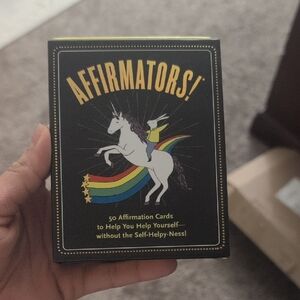 AFFIRMATORS!
50 Affirmation Cards
to Help You Help Yourself—
without the Self-Helpy-Ness!